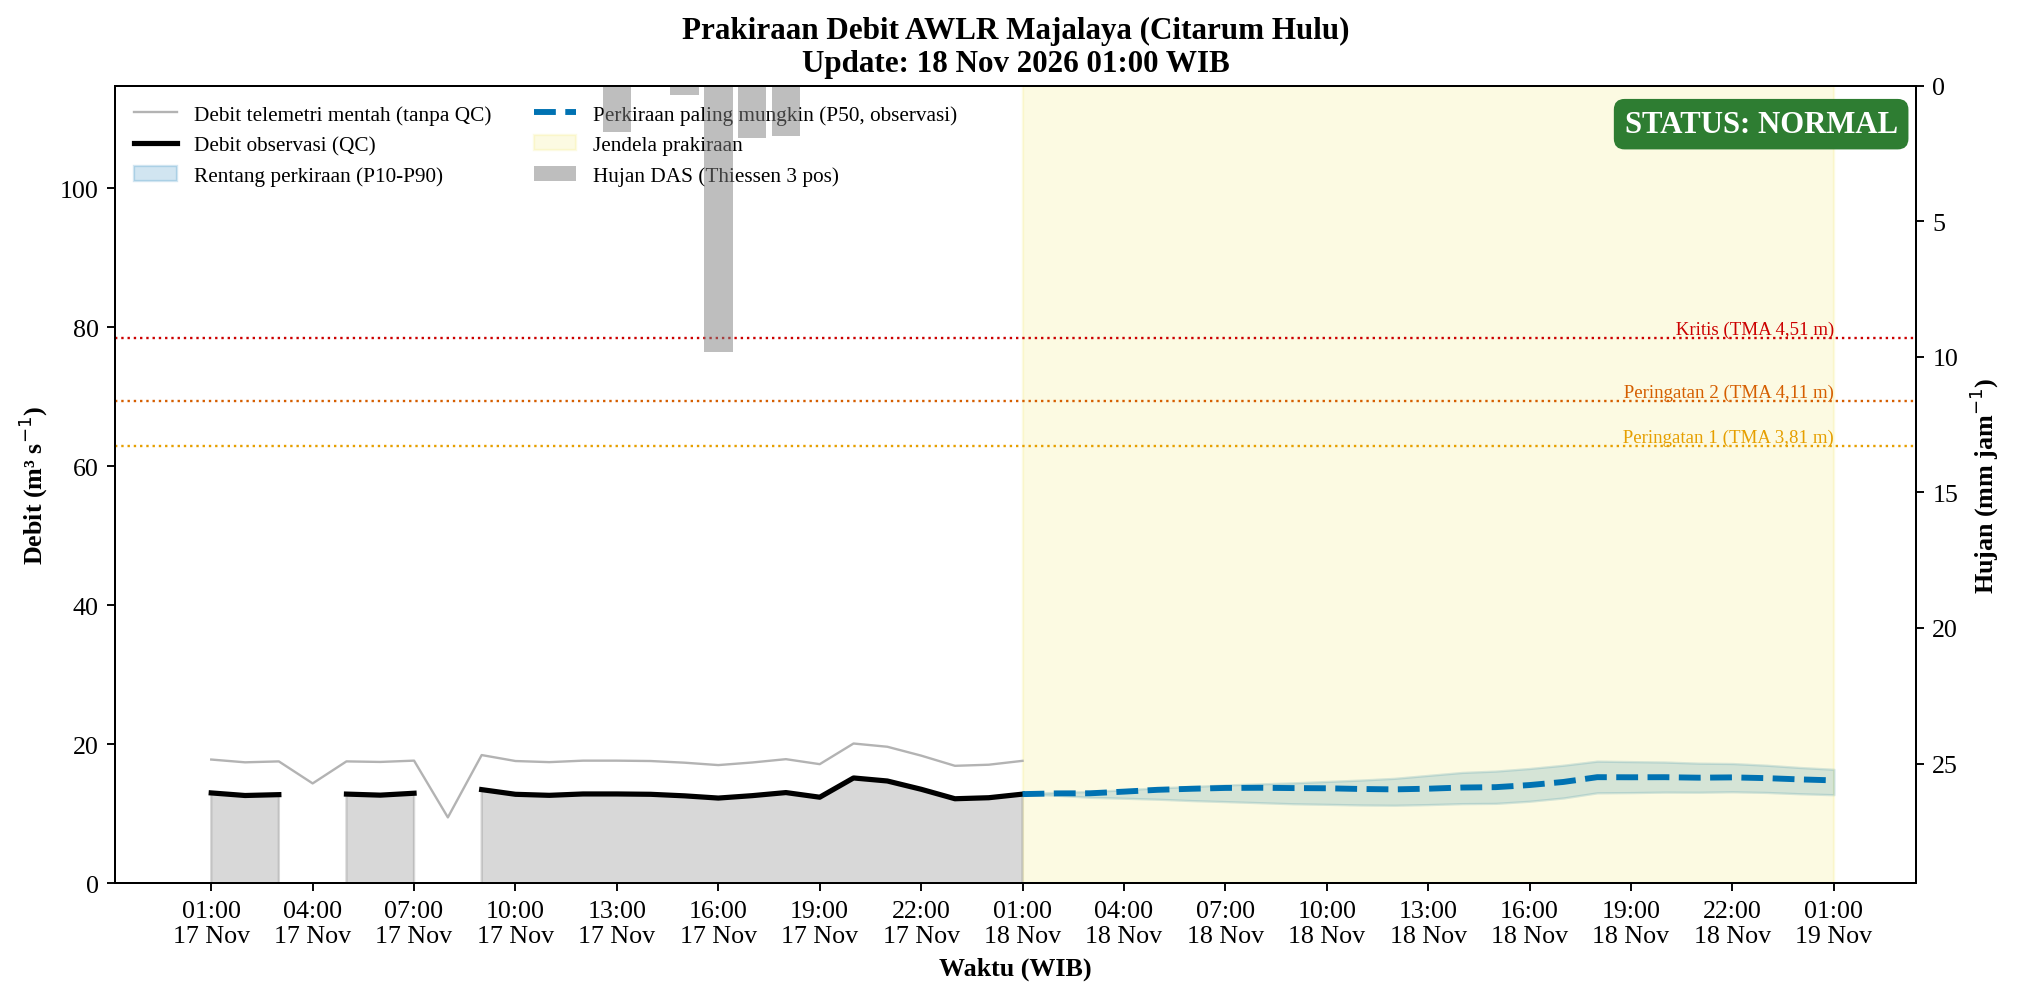 Prakiraan Debit AWLR Majalaya (Citarum Hulu)
Update: 18 Nov 2026 01:00 WIB
Debit telemetri mentah (tanpa QC)
Debit observasi (QC)
Rentang perkiraan (P10-P90)
Perkiraan paling mungkin (P50, observasi)
Jendela prakiraan
Hujan DAS (Thiessen 3 pos)
STATUS: NORMAL
Kritis (TMA 4,51 m)
Peringatan 2 (TMA 4,11 m)
Peringatan 1 (TMA 3,81 m)
Debit (m³ s⁻¹)
100
80
60
40
20
0
Hujan (mm jam⁻¹)
0
5
10
15
20
25
01:00 04:00 07:00 10:00 13:00 16:00 19:00 22:00 01:00 04:00 07:00 10:00 13:00 16:00 19:00 22:00 01:00
17 Nov 17 Nov 17 Nov 17 Nov 17 Nov 17 Nov 17 Nov 17 Nov 18 Nov 18 Nov 18 Nov 18 Nov 18 Nov 18 Nov 18 Nov 18 Nov 19 Nov
Waktu (WIB)